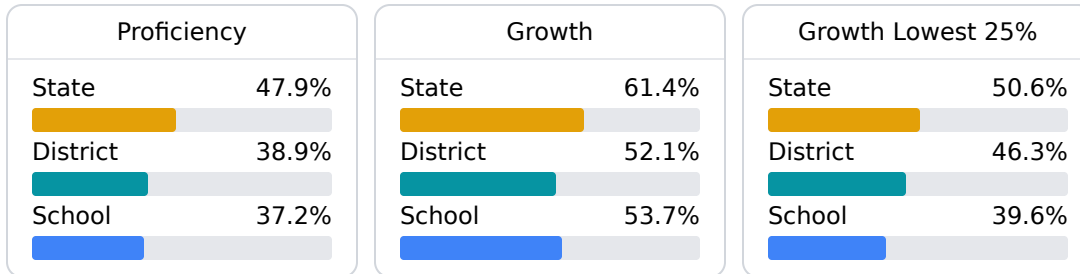 Proficiency
State 47.9%
District 38.9%
School 37.2%
Growth
State 61.4%
District 52.1%
School 53.7%
Growth Lowest 25%
State 50.6%
District 46.3%
School 39.6%